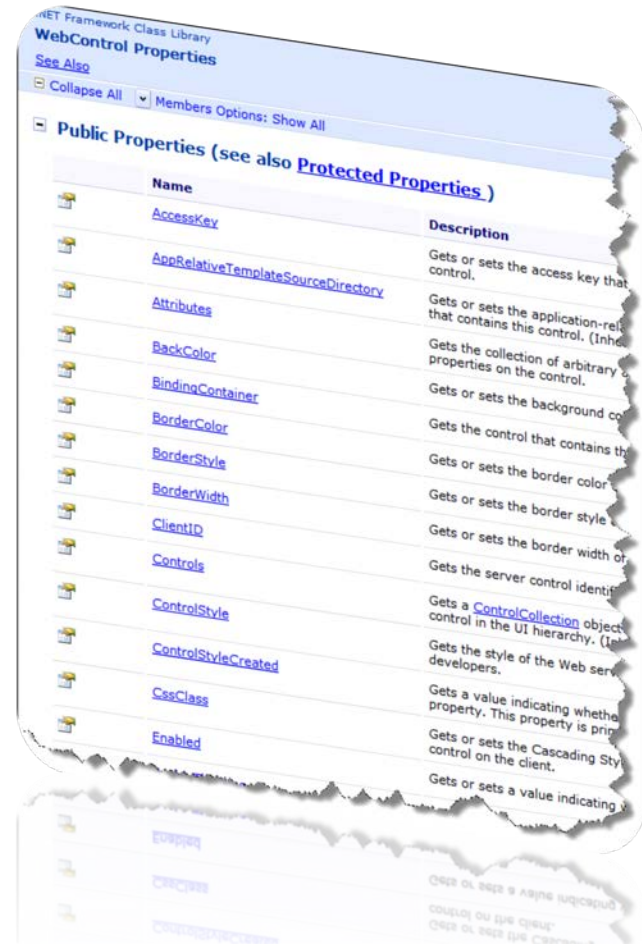 .NET Framework Class Library
WebControl Properties
See Also
Collapse All Members Options: Show All
Public Properties (see also Protected Properties )
Name Description
AccessKey Gets or sets the access key that
control.
AppRelativeTemplateSourceDirectory Gets or sets the application-rel
that contains this control. (Inhe
Attributes Gets the collection of arbitrary
properties on the control.
BackColor Gets or sets the background co
BindingContainer Gets the control that contains th
BorderColor Gets or sets the border color
BorderStyle Gets or sets the border style
BorderWidth Gets or sets the border width of
ClientID Gets the server control identif
Controls Gets a ControlCollection object
control in the UI hierarchy.
ControlStyle Gets the style of the Web serv
developers.
ControlStyleCreated Gets a value indicating whethe
property. This property is prin
CssClass Gets or sets the Cascading Sty
control on the client.
Enabled Gets or sets a value indicating